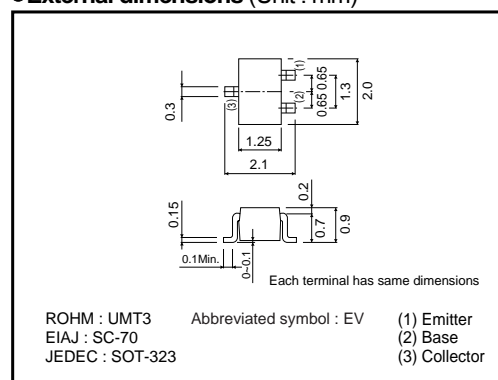 ●External dimensions (Unit : mm)
(1)
0.65 0.65
1.3
2.0
(2)
(3)
0.3
1.25
2.1
0.2
0.15
0.7
0.9
0.1Min.
0~0.1
Each terminal has same dimensions
ROHM : UMT3 Abbreviated symbol : EV (1) Emitter
EIAJ : SC-70 (2) Base
JEDEC : SOT-323 (3) Collector